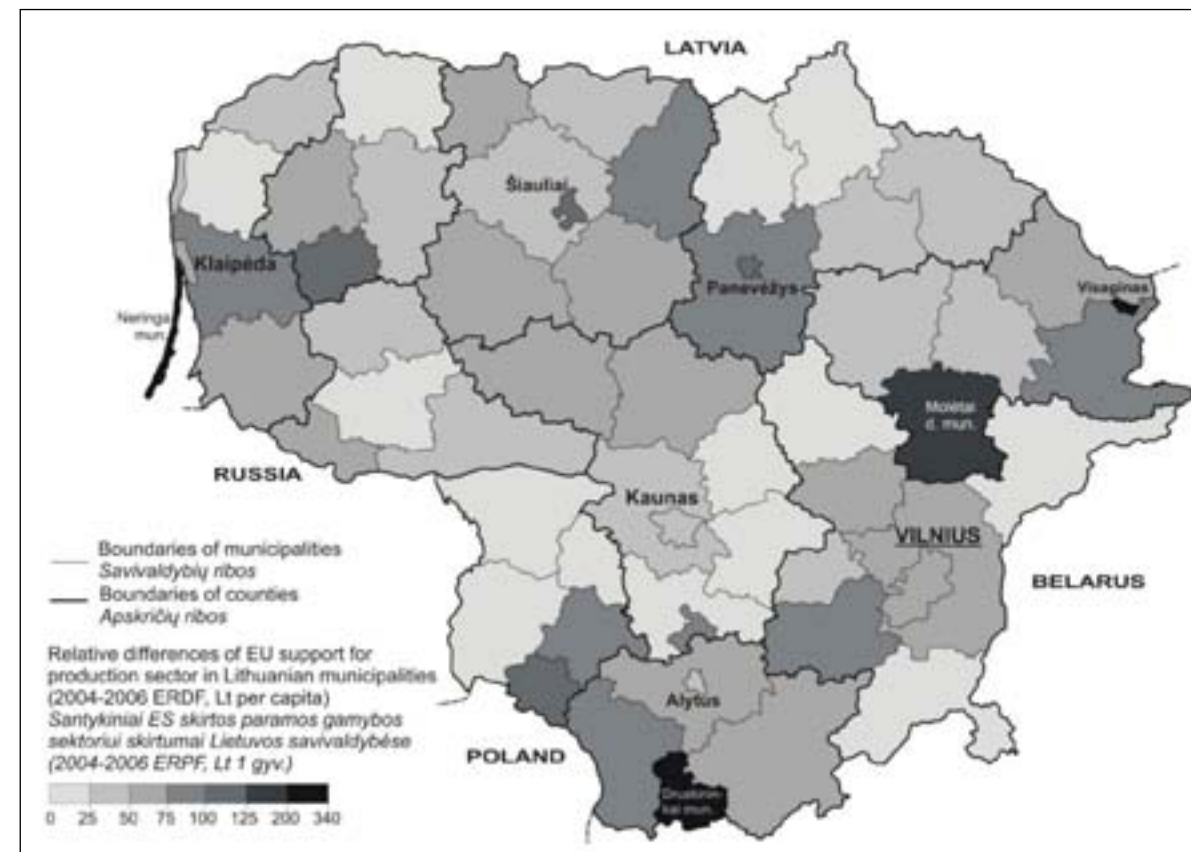 LATVIA
Šiauliai
Klaipėda
Panevėžys
Visaginas
Neringa
mun.
Molėtai
d. mun.
RUSSIA
Kaunas
VILNIUS
BELARUS
Alytus
POLAND
Druskinin-
kai mun.
Boundaries of municipalities
Savivaldybių ribos
Boundaries of counties
Apskričių ribos
Relative differences of EU support for
production sector in Lithuanian municipalities
(2004-2006 ERDF, Lt per capita)
Santykiniai ES skirtos paramos gamybos
sektoriui skirtumai Lietuvos savivaldybėse
(2004-2006 ERPF, Lt 1 gyv.)
0 25 50 75 100 125 200 340